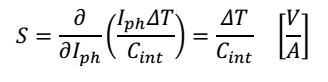 S = ∂/∂I_ph (I_ph ΔT / C_int) = ΔT / C_int [V/A]